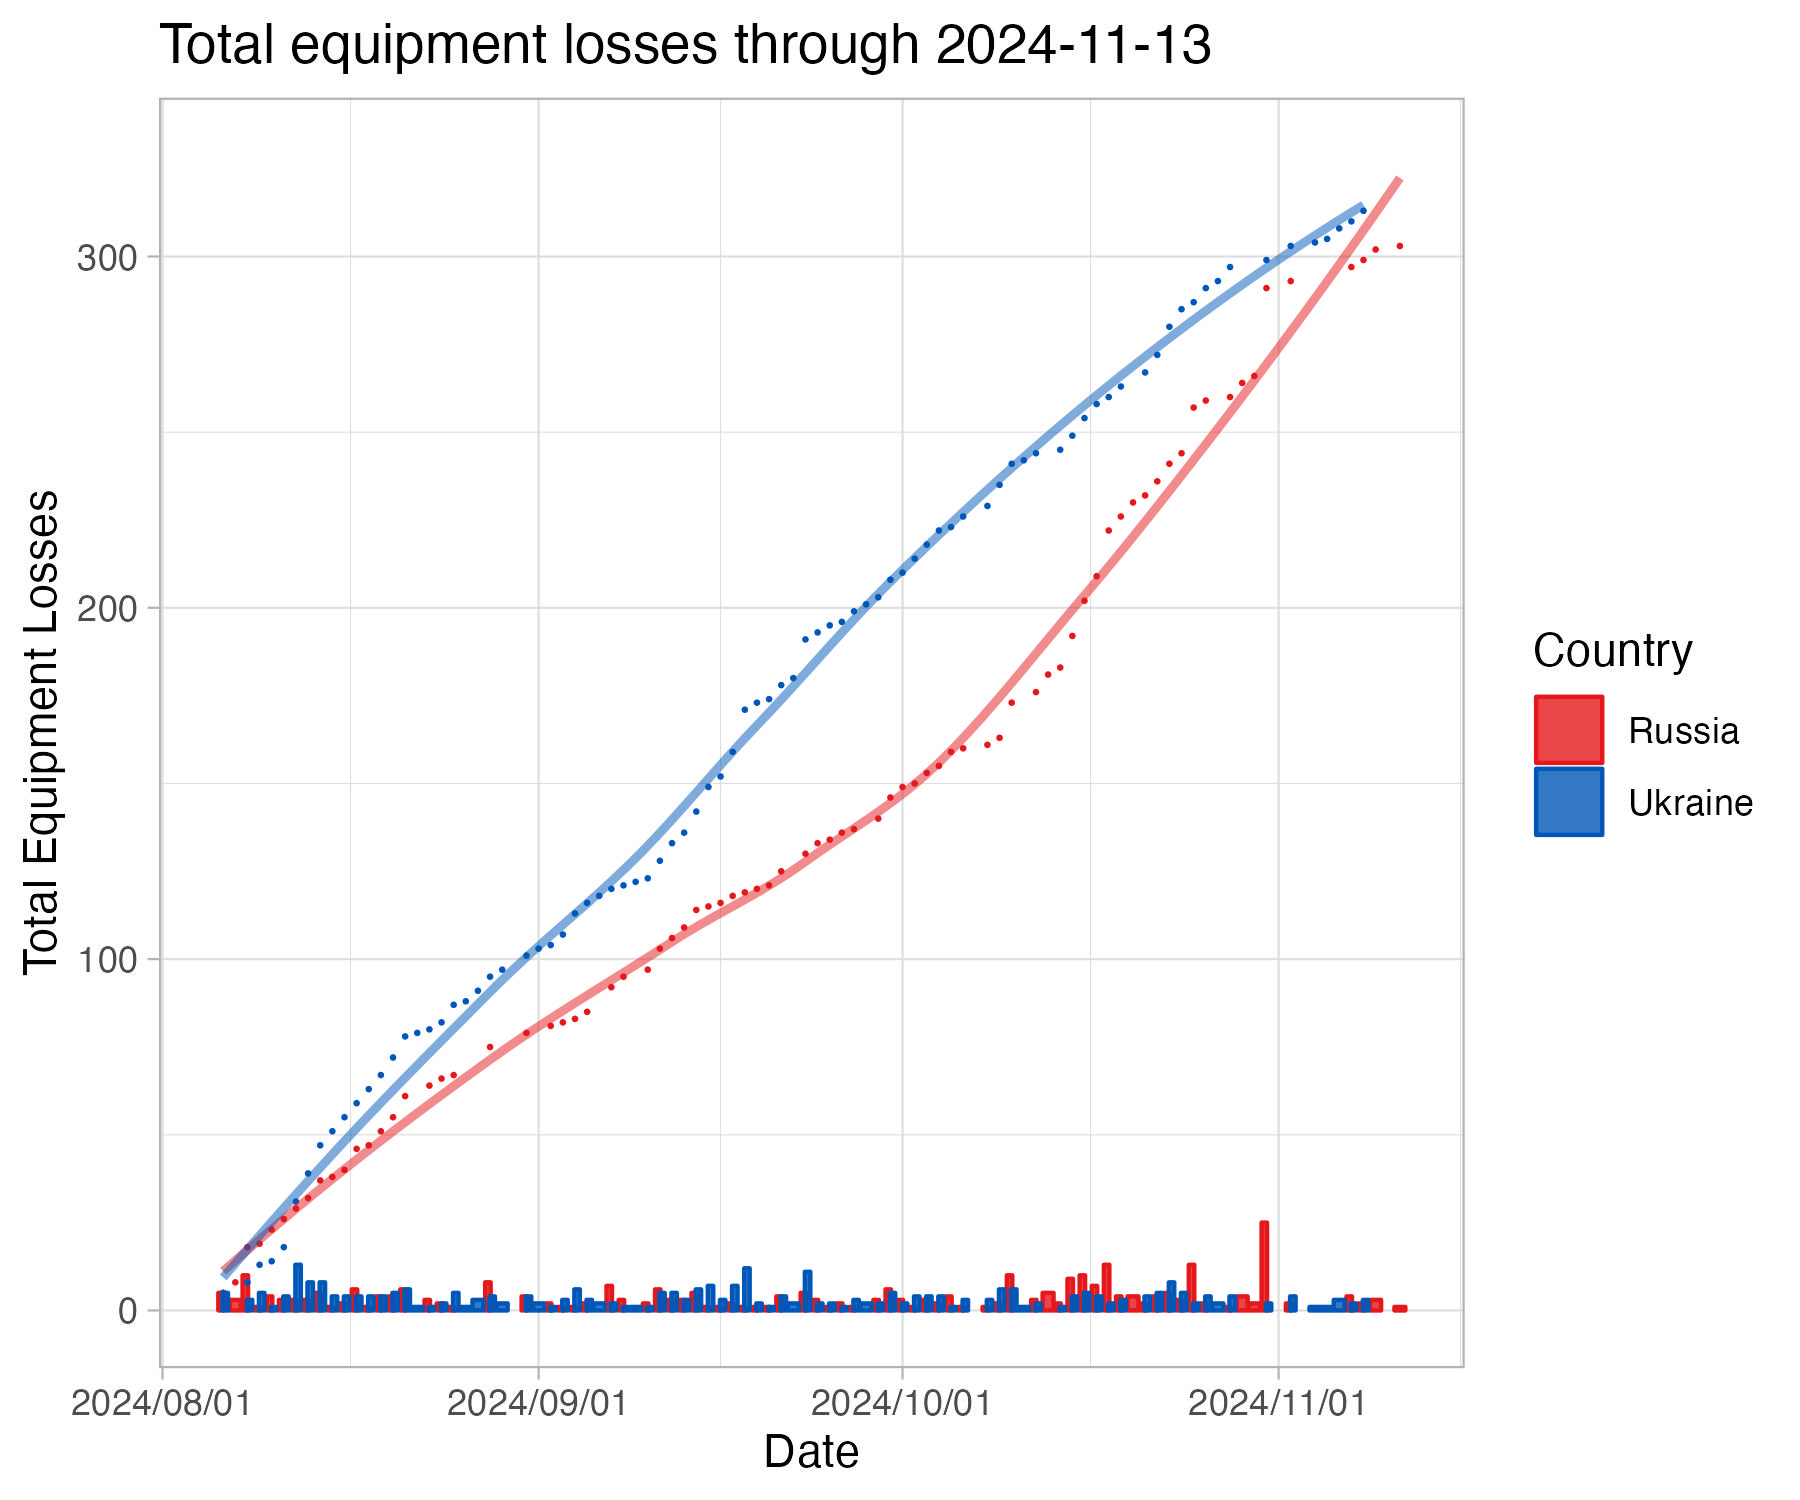 Total equipment losses through 2024-11-13
Total Equipment Losses
300
200
100
0
2024/08/01
2024/09/01
2024/10/01
2024/11/01
Date
Country
Russia
Ukraine